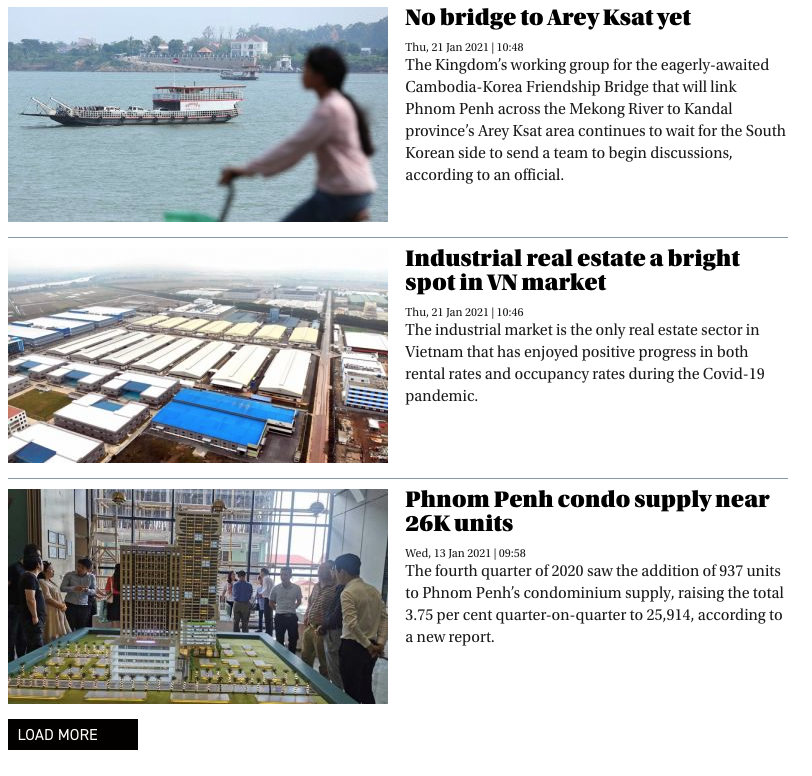 No bridge to Arey Ksat yet
Thu, 21 Jan 2021 | 10:48
The Kingdom’s working group for the eagerly-awaited
Cambodia-Korea Friendship Bridge that will link
Phnom Penh across the Mekong River to Kandal
province’s Arey Ksat area continues to wait for the South
Korean side to send a team to begin discussions,
according to an official.
Industrial real estate a bright
spot in VN market
Thu, 21 Jan 2021 | 10:46
The industrial market is the only real estate sector in
Vietnam that has enjoyed positive progress in both
rental rates and occupancy rates during the Covid-19
pandemic.
Phnom Penh condo supply near
26K units
Wed, 13 Jan 2021 | 09:58
The fourth quarter of 2020 saw the addition of 937 units
to Phnom Penh’s condominium supply, raising the total
3.75 per cent quarter-on-quarter to 25,914, according to
a new report.
LOAD MORE